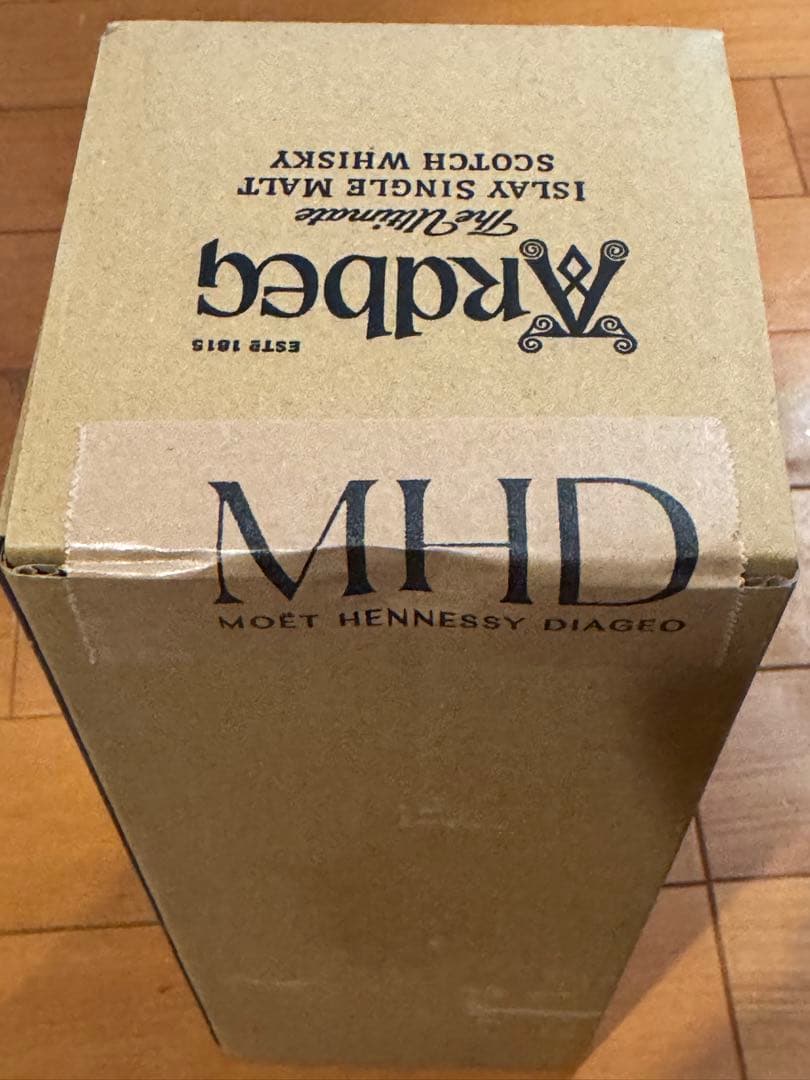 ESTD 1815
Ardbeg
The Ultimate
ISLAY SINGLE MALT
SCOTCH WHISKY
MHD
MOËT HENNESSY DIAGEO